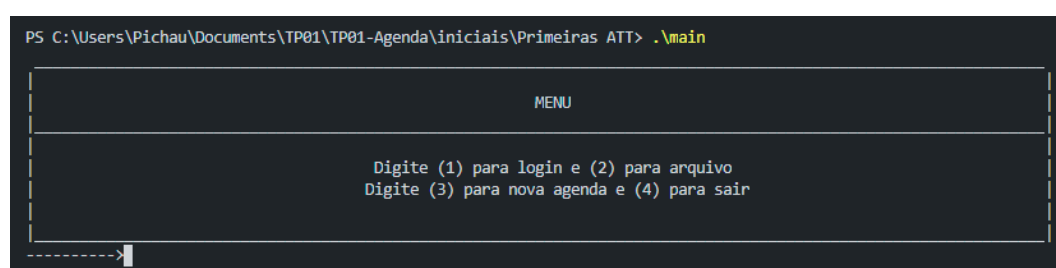 PS C:\Users\Pichau\Documents\TP01\TP01-Agenda\iniciais\Primeiras ATT> .\main
MENU
Digite (1) para login e (2) para arquivo
Digite (3) para nova agenda e (4) para sair
---------->